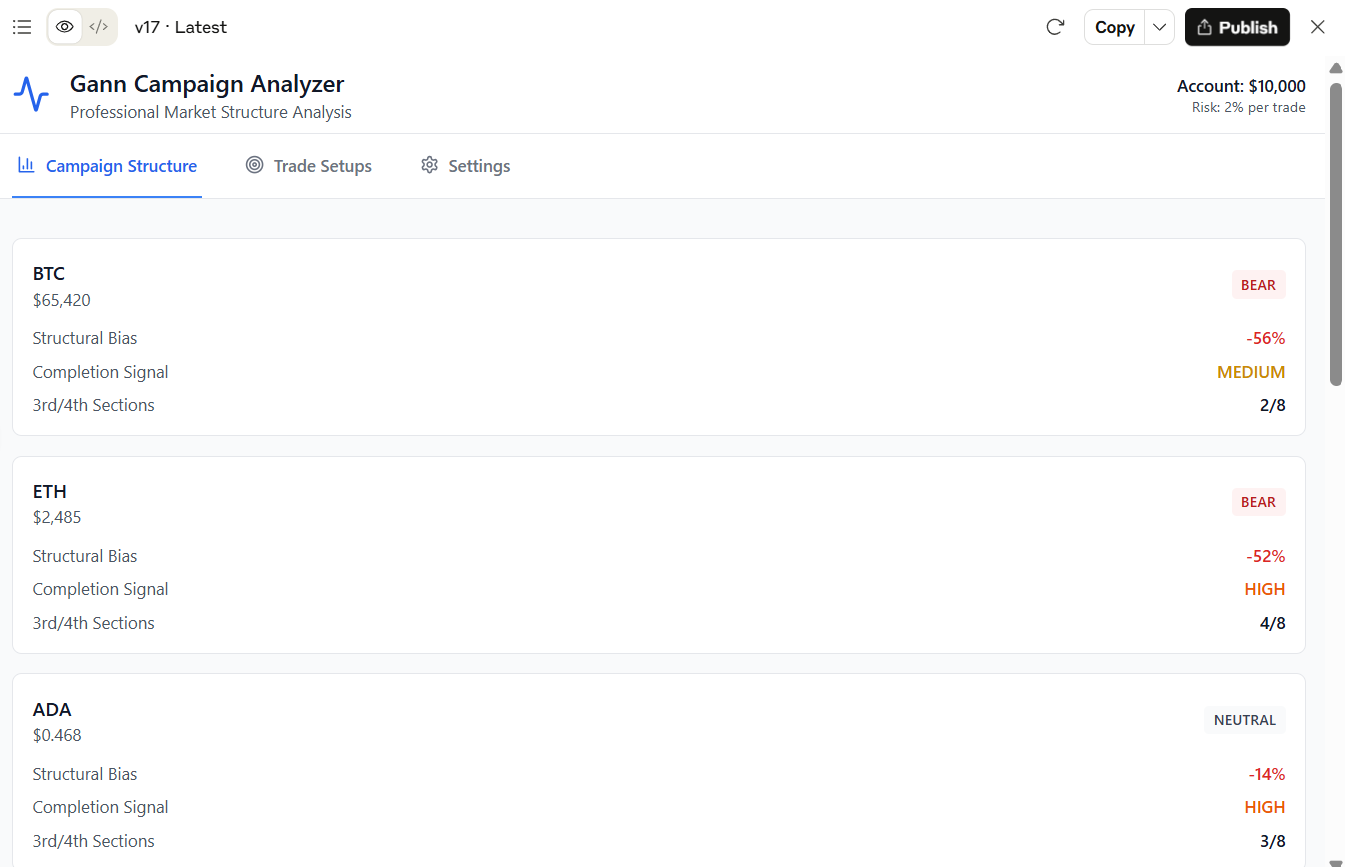 v17 · Latest
Copy
Publish
Gann Campaign Analyzer
Professional Market Structure Analysis
Account: $10,000
Risk: 2% per trade
Campaign Structure
Trade Setups
Settings
BTC
$65,420
BEAR
Structural Bias
-56%
Completion Signal
MEDIUM
3rd/4th Sections
2/8
ETH
$2,485
BEAR
Structural Bias
-52%
Completion Signal
HIGH
3rd/4th Sections
4/8
ADA
$0.468
NEUTRAL
Structural Bias
-14%
Completion Signal
HIGH
3rd/4th Sections
3/8